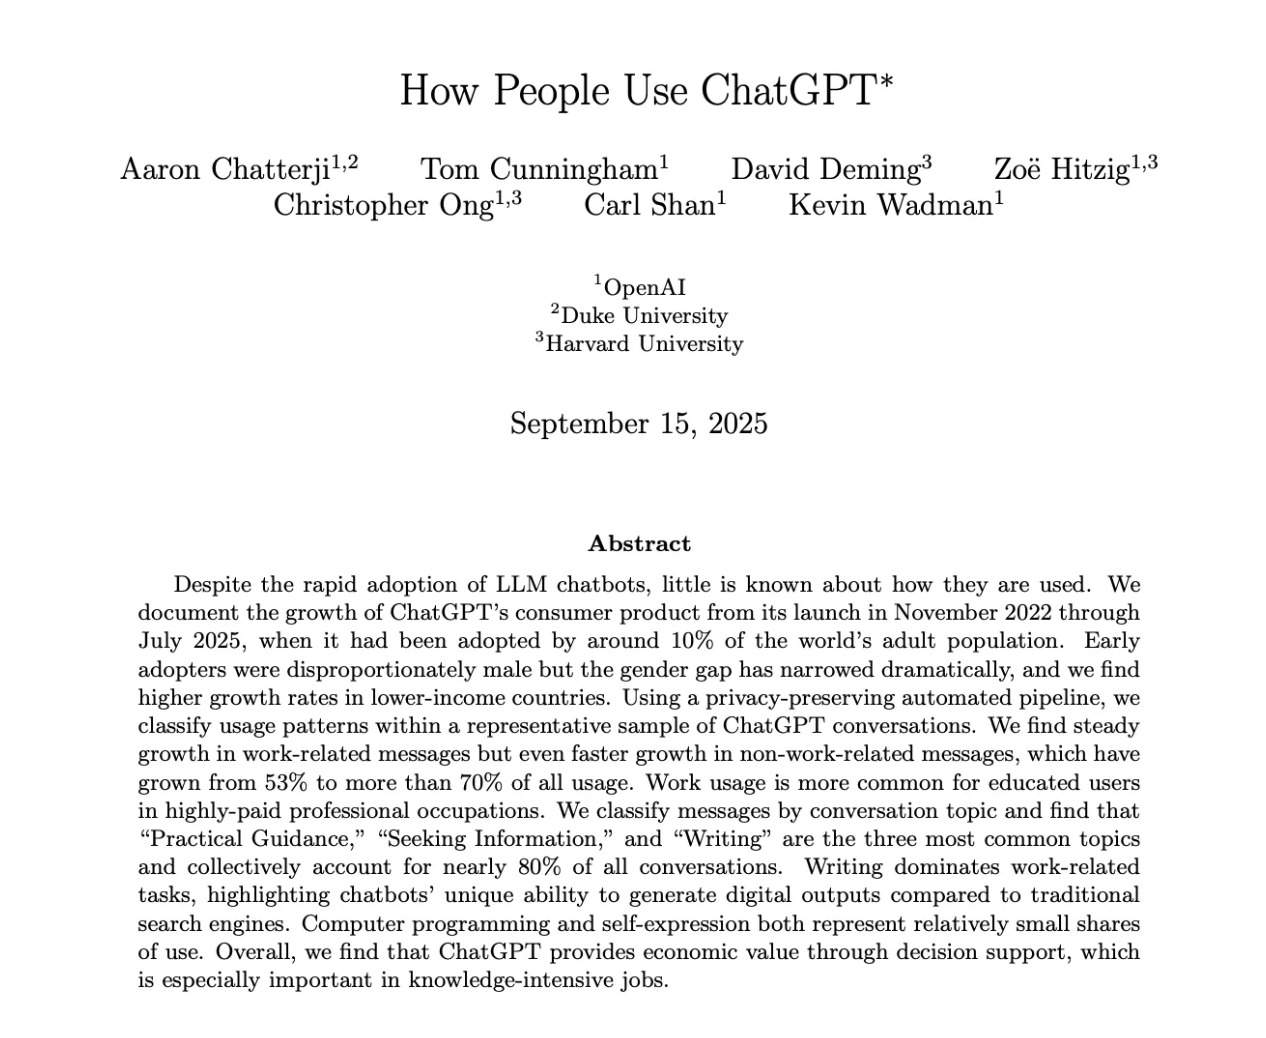 How People Use ChatGPT*
Aaron Chatterji1,2 Tom Cunningham1 David Deming3 Zoë Hitzig1,3
Christopher Ong1,3 Carl Shan1 Kevin Wadman1
1OpenAI
2Duke University
3Harvard University
September 15, 2025
Abstract
Despite the rapid adoption of LLM chatbots, little is known about how they are used. We
document the growth of ChatGPT’s consumer product from its launch in November 2022 through
July 2025, when it had been adopted by around 10% of the world’s adult population. Early
adopters were disproportionately male but the gender gap has narrowed dramatically, and we find
higher growth rates in lower-income countries. Using a privacy-preserving automated pipeline, we
classify usage patterns within a representative sample of ChatGPT conversations. We find steady
growth in work-related messages but even faster growth in non-work-related messages, which have
grown from 53% to more than 70% of all usage. Work usage is more common for educated users
in highly-paid professional occupations. We classify messages by conversation topic and find that
“Practical Guidance,” “Seeking Information,” and “Writing” are the three most common topics
and collectively account for nearly 80% of all conversations. Writing dominates work-related
tasks, highlighting chatbots’ unique ability to generate digital outputs compared to traditional
search engines. Computer programming and self-expression both represent relatively small shares
of use. Overall, we find that ChatGPT provides economic value through decision support, which
is especially important in knowledge-intensive jobs.